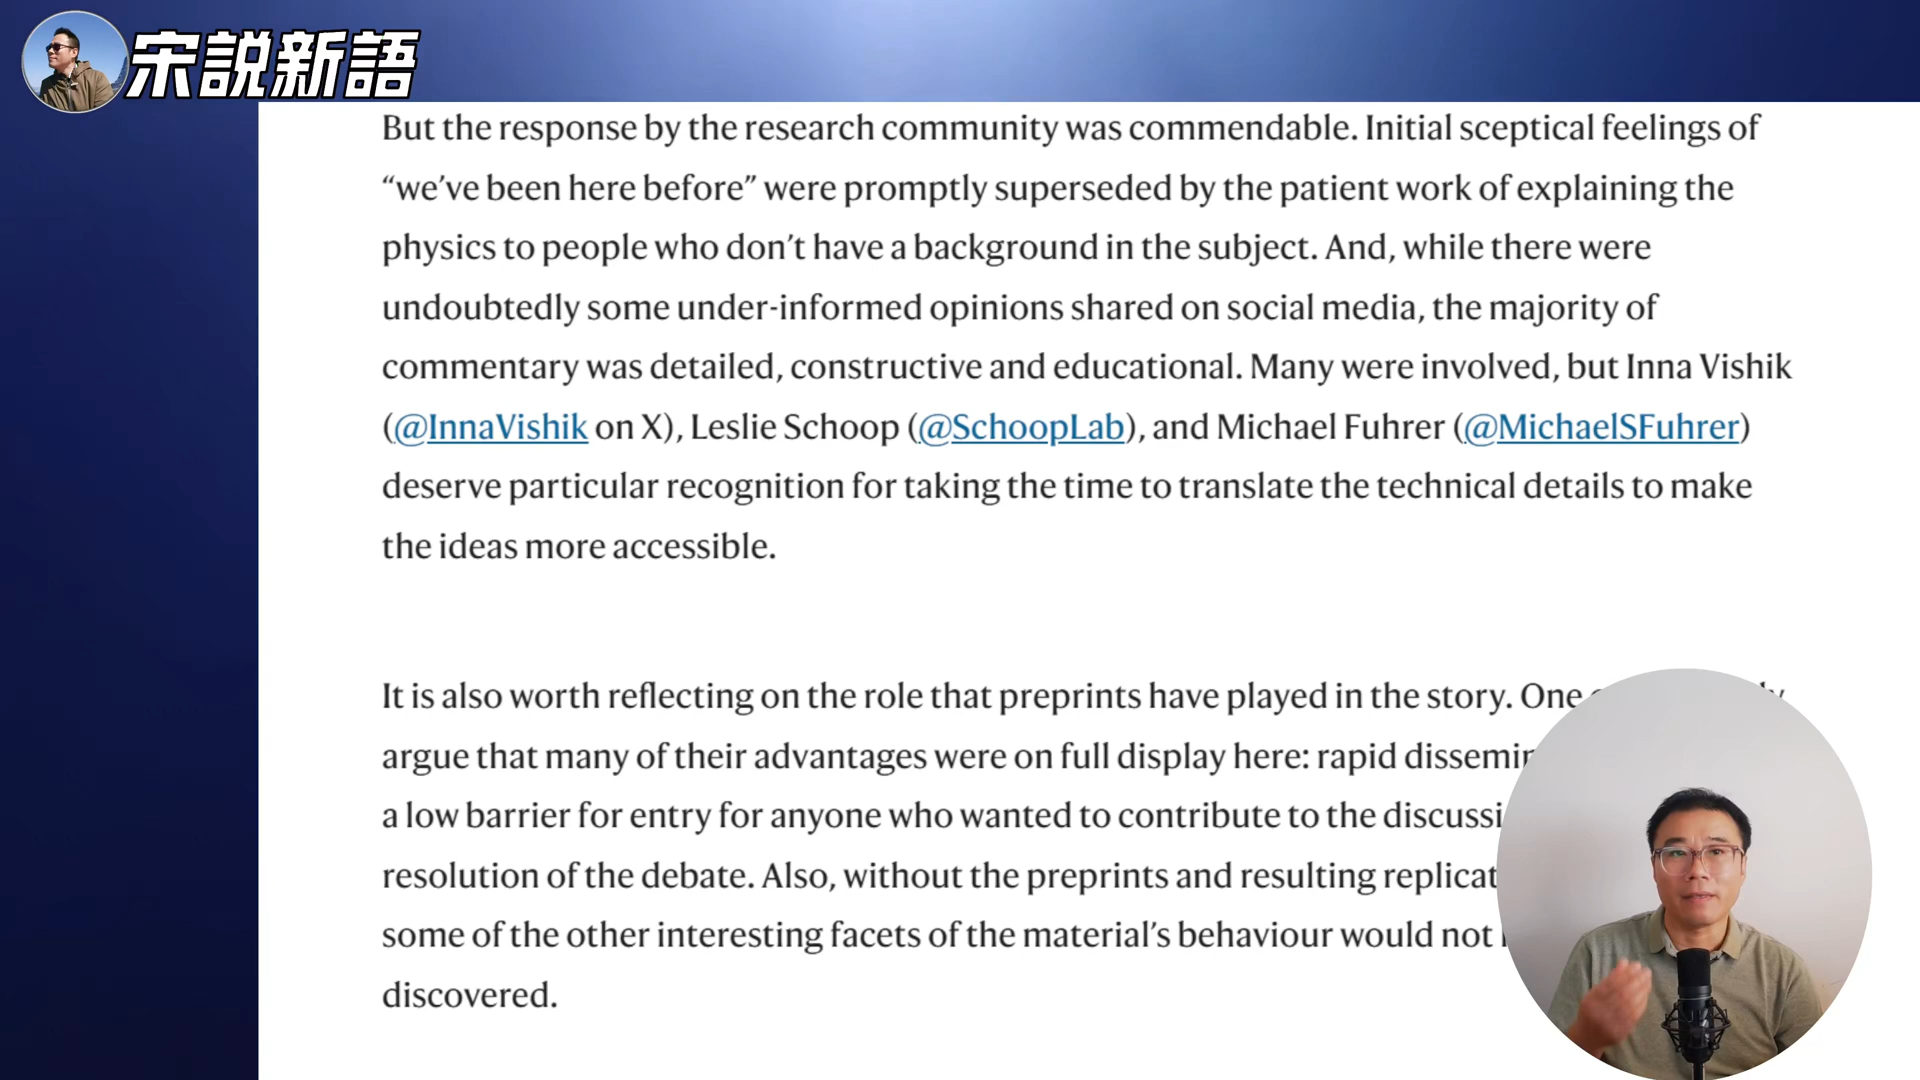 宋説新語
But the response by the research community was commendable. Initial sceptical feelings of
“we’ve been here before” were promptly superseded by the patient work of explaining the
physics to people who don’t have a background in the subject. And, while there were
undoubtedly some under-informed opinions shared on social media, the majority of
commentary was detailed, constructive and educational. Many were involved, but Inna Vishik
(@InnaVishik on X), Leslie Schoop (@SchoopLab), and Michael Fuhrer (@MichaelSFuhrer)
deserve particular recognition for taking the time to translate the technical details to make
the ideas more accessible.
It is also worth reflecting on the role that preprints have played in the story. One
argue that many of their advantages were on full display here: rapid
a low barrier for entry for anyone who wanted to contribute to the
resolution of the debate. Also, without the preprints and resulting
some of the other interesting facets of the material’s behaviour would not
discovered.